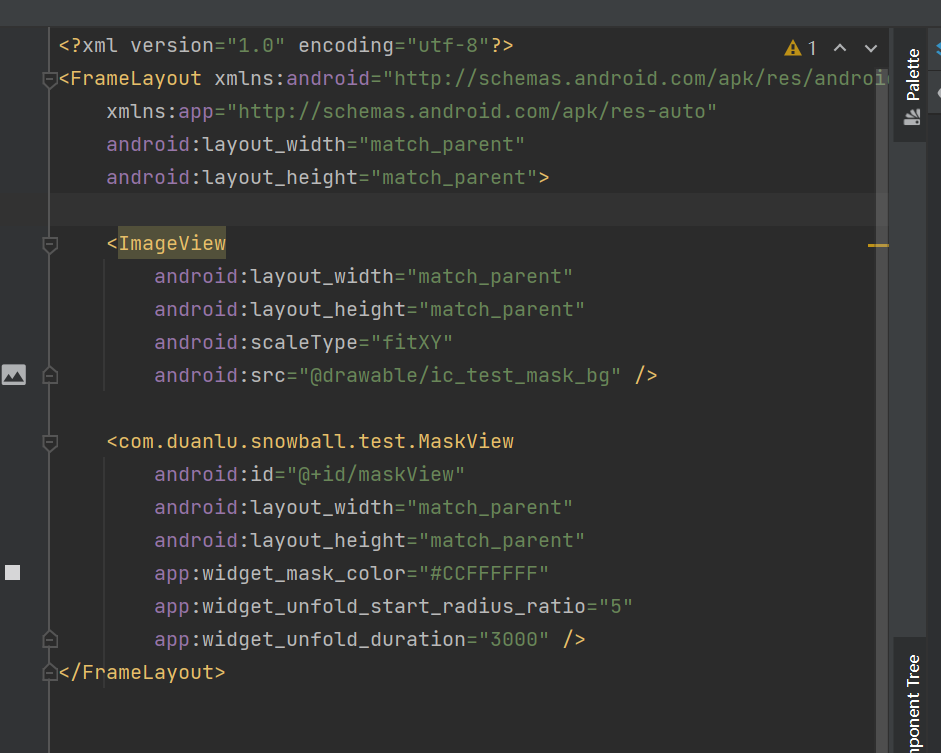 <?xml version="1.0" encoding="utf-8"?>
1
<FrameLayout xmlns:android="http://schemas.android.com/apk/res/androi
xmlns:app="http://schemas.android.com/apk/res-auto"
android:layout_width="match_parent"
android:layout_height="match_parent">
<ImageView
android:layout_width="match_parent"
android:layout_height="match_parent"
android:scaleType="fitXY"
android:src="@drawable/ic_test_mask_bg" />
<com.duanlu.snowball.test.MaskView
android:id="@+id/maskView"
android:layout_width="match_parent"
android:layout_height="match_parent"
app:widget_mask_color="#CCFFFFFF"
app:widget_unfold_start_radius_ratio="5"
app:widget_unfold_duration="3000" />
</FrameLayout>
Palette
ponent Tree